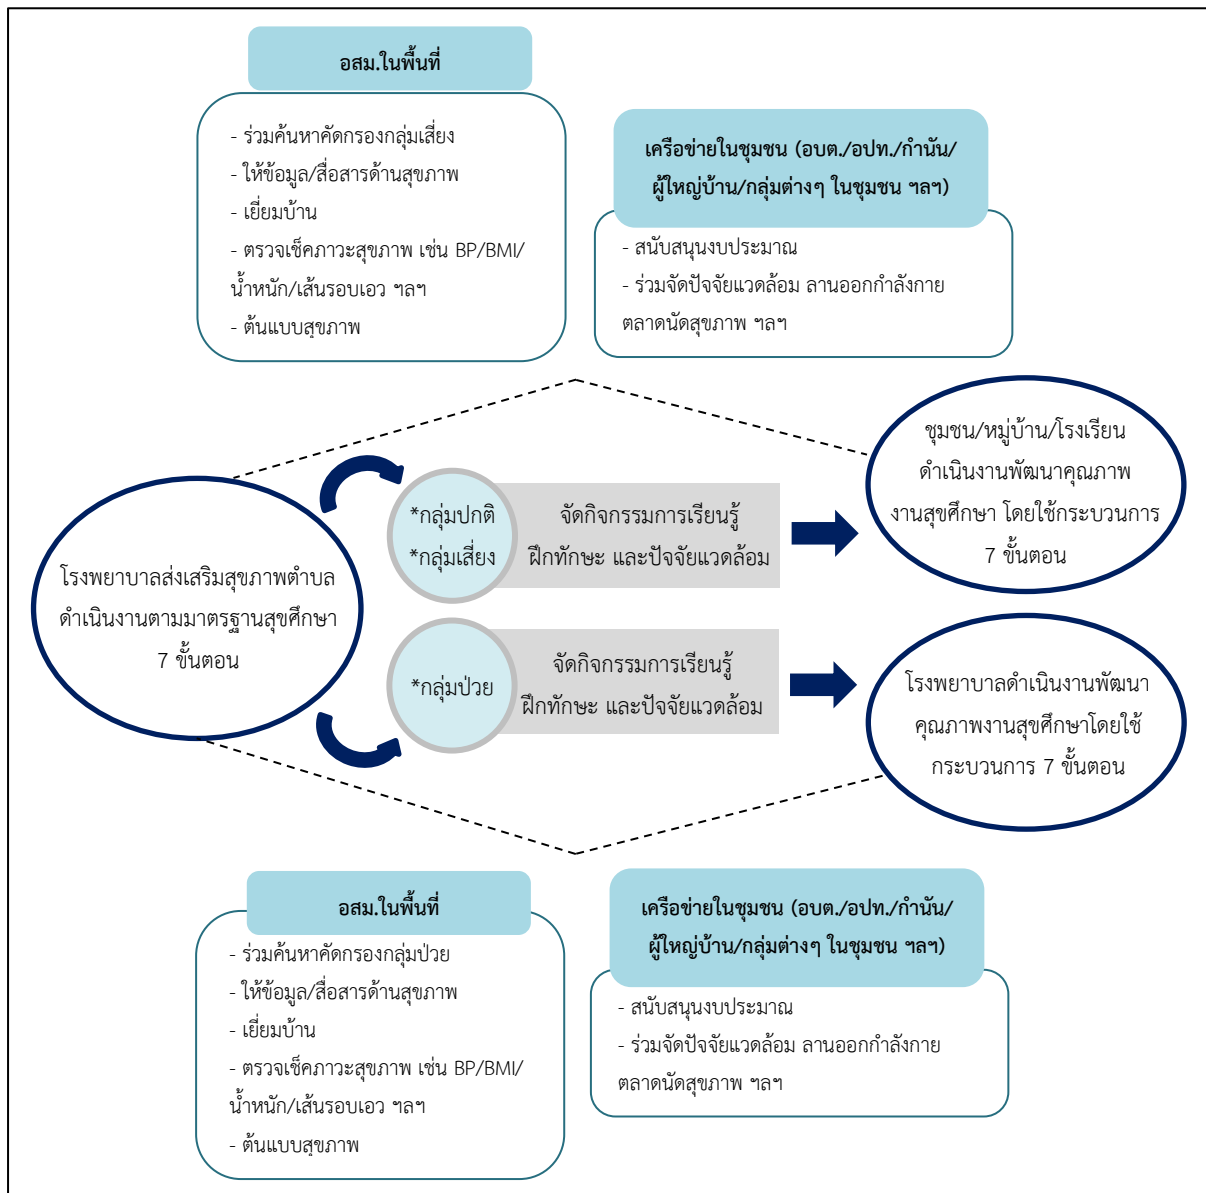 อสม.ในพื้นที่
- ร่วมค้นหาคัดกรองกลุ่มเสี่ยง
- ให้ข้อมูล/สื่อสารด้านสุขภาพ
- เยี่ยมบ้าน
- ตรวจเช็คภาวะสุขภาพ เช่น BP/BMI/
น้ำหนัก/เส้นรอบเอว ฯลฯ
- ต้นแบบสุขภาพ
เครือข่ายในชุมชน (อบต./อปท./กำนัน/
ผู้ใหญ่บ้าน/กลุ่มต่างๆ ในชุมชน ฯลฯ)
- สนับสนุนงบประมาณ
- ร่วมจัดปัจจัยแวดล้อม ลานออกกำลังกาย
ตลาดนัดสุขภาพ ฯลฯ
โรงพยาบาลส่งเสริมสุขภาพตำบล
ดำเนินงานตามมาตรฐานสุขศึกษา
7 ขั้นตอน
*กลุ่มปกติ
*กลุ่มเสี่ยง
จัดกิจกรรมการเรียนรู้
ฝึกทักษะ และปัจจัยแวดล้อม
ชุมชน/หมู่บ้าน/โรงเรียน
ดำเนินงานพัฒนาคุณภาพ
งานสุขศึกษา โดยใช้กระบวนการ
7 ขั้นตอน
*กลุ่มป่วย
จัดกิจกรรมการเรียนรู้
ฝึกทักษะ และปัจจัยแวดล้อม
โรงพยาบาลดำเนินงานพัฒนา
คุณภาพงานสุขศึกษาโดยใช้
กระบวนการ 7 ขั้นตอน
อสม.ในพื้นที่
- ร่วมค้นหาคัดกรองกลุ่มป่วย
- ให้ข้อมูล/สื่อสารด้านสุขภาพ
- เยี่ยมบ้าน
- ตรวจเช็คภาวะสุขภาพ เช่น BP/BMI/
น้ำหนัก/เส้นรอบเอว ฯลฯ
- ต้นแบบสุขภาพ
เครือข่ายในชุมชน (อบต./อปท./กำนัน/
ผู้ใหญ่บ้าน/กลุ่มต่างๆ ในชุมชน ฯลฯ)
- สนับสนุนงบประมาณ
- ร่วมจัดปัจจัยแวดล้อม ลานออกกำลังกาย
ตลาดนัดสุขภาพ ฯลฯ